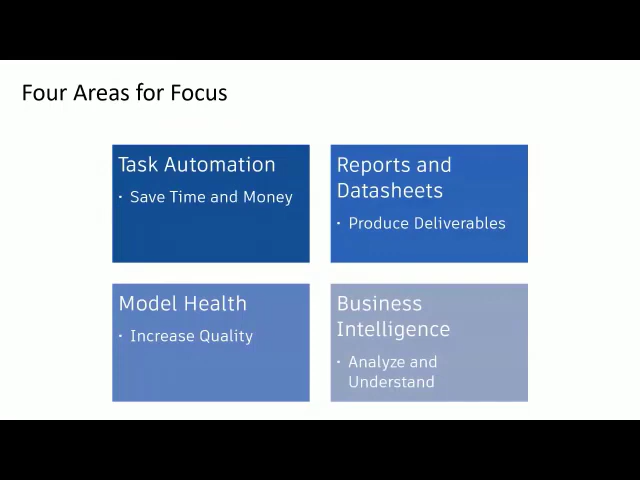 Four Areas for Focus
Task Automation
· Save Time and Money
Reports and
Datasheets
· Produce Deliverables
Model Health
· Increase Quality
Business
Intelligence
· Analyze and
Understand